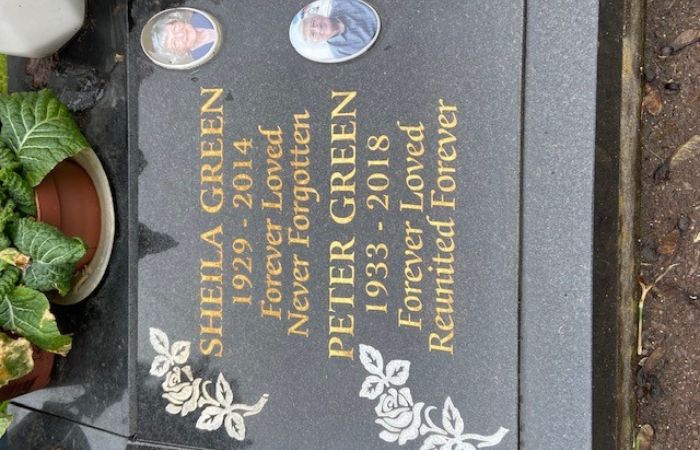 SHEILA GREEN
1929 - 2014
Forever Loved
Never Forgotten
PETER GREEN
1933 - 2018
Forever Loved
Reunited Forever